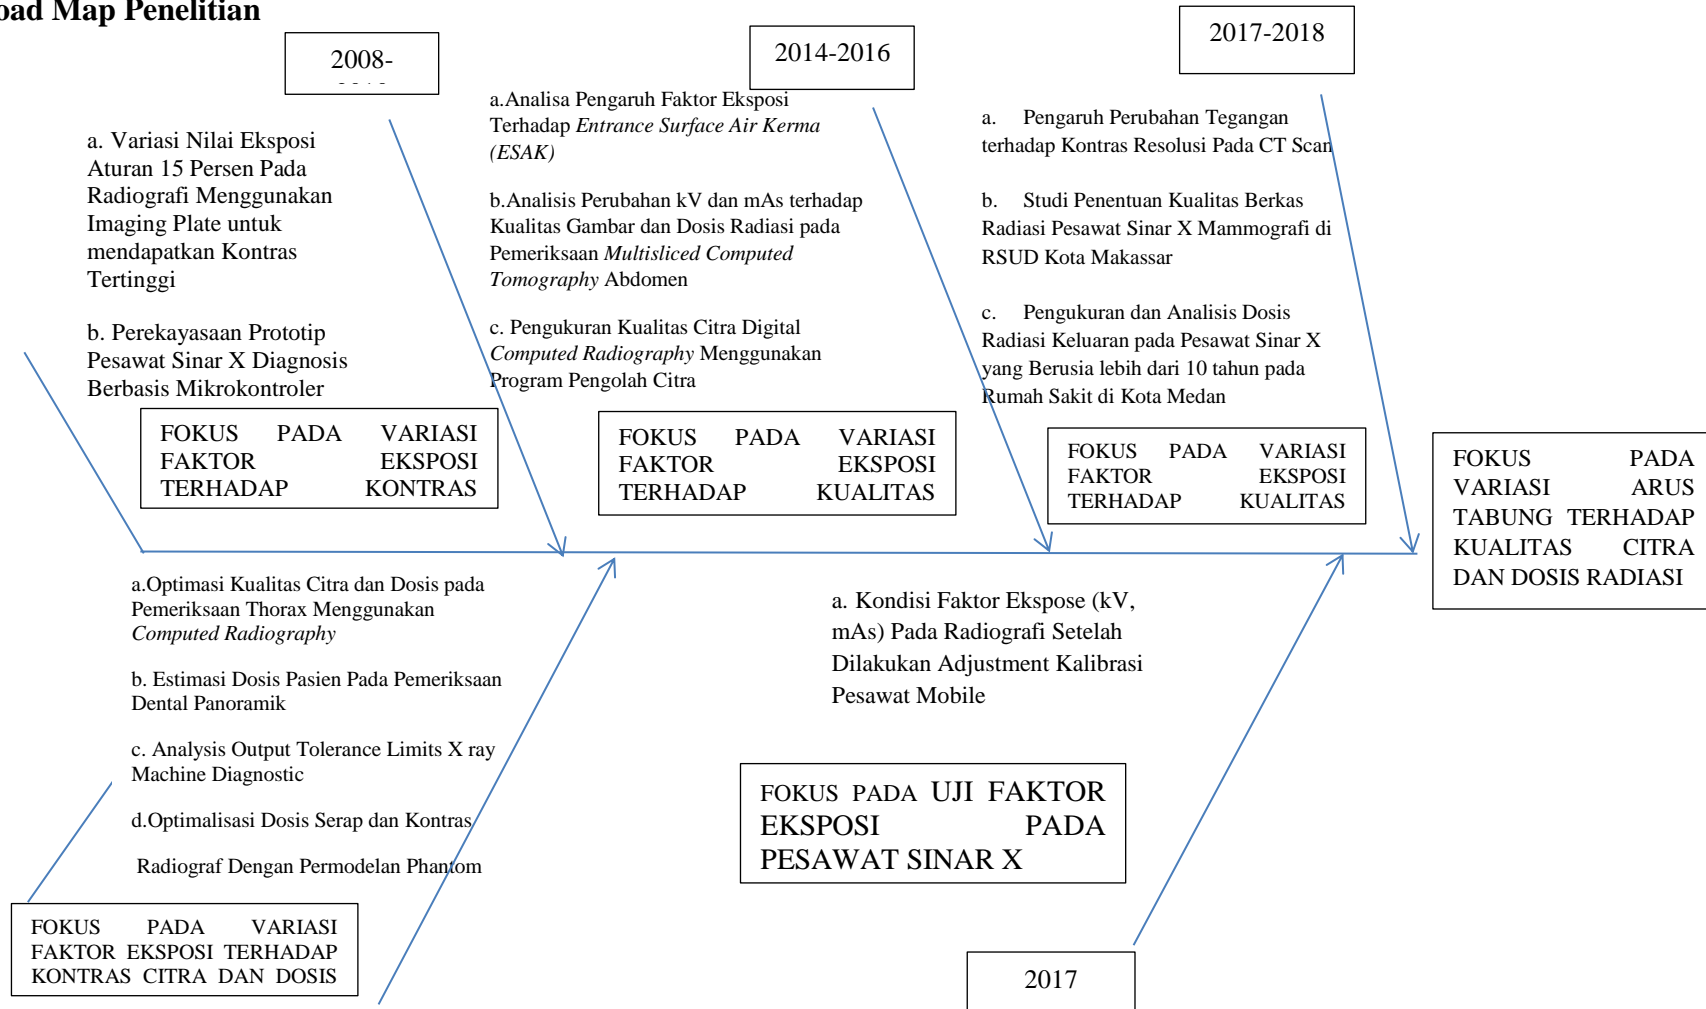 oad Map Penelitian
2008-
2014-2016
2017-2018
a. Variasi Nilai Eksposi
Aturan 15 Persen Pada
Radiografi Menggunakan
Imaging Plate untuk
mendapatkan Kontras
Tertinggi
b. Perekayasaan Prototip
Pesawat Sinar X Diagnosis
Berbasis Mikrokontroler
FOKUS PADA VARIASI
FAKTOR EKSPOSI
TERHADAP KONTRAS
a.Analisa Pengaruh Faktor Eksposi
Terhadap Entrance Surface Air Kerma
(ESAK)
b.Analisis Perubahan kV dan mAs terhadap
Kualitas Gambar dan Dosis Radiasi pada
Pemeriksaan Multisliced Computed
Tomography Abdomen
c. Pengukuran Kualitas Citra Digital
Computed Radiography Menggunakan
Program Pengolah Citra
FOKUS PADA VARIASI
FAKTOR EKSPOSI
TERHADAP KUALITAS
a. Pengaruh Perubahan Tegangan
terhadap Kontras Resolusi Pada CT Scan
b. Studi Penentuan Kualitas Berkas
Radiasi Pesawat Sinar X Mammografi di
RSUD Kota Makassar
c. Pengukuran dan Analisis Dosis
Radiasi Keluaran pada Pesawat Sinar X
yang Berusia lebih dari 10 tahun pada
Rumah Sakit di Kota Medan
FOKUS PADA VARIASI
FAKTOR EKSPOSI
TERHADAP KUALITAS
FOKUS PADA
VARIASI ARUS
TABUNG TERHADAP
KUALITAS CITRA
DAN DOSIS RADIASI
a.Optimasi Kualitas Citra dan Dosis pada
Pemeriksaan Thorax Menggunakan
Computed Radiography
b. Estimasi Dosis Pasien Pada Pemeriksaan
Dental Panoramik
c. Analysis Output Tolerance Limits X ray
Machine Diagnostic
d.Optimalisasi Dosis Serap dan Kontras
Radiograf Dengan Permodelan Phantom
FOKUS PADA VARIASI
FAKTOR EKSPOSI TERHADAP
KONTRAS CITRA DAN DOSIS
a. Kondisi Faktor Ekspose (kV,
mAs) Pada Radiografi Setelah
Dilakukan Adjustment Kalibrasi
Pesawat Mobile
FOKUS PADA UJI FAKTOR
EKSPOSI PADA
PESAWAT SINAR X
2017